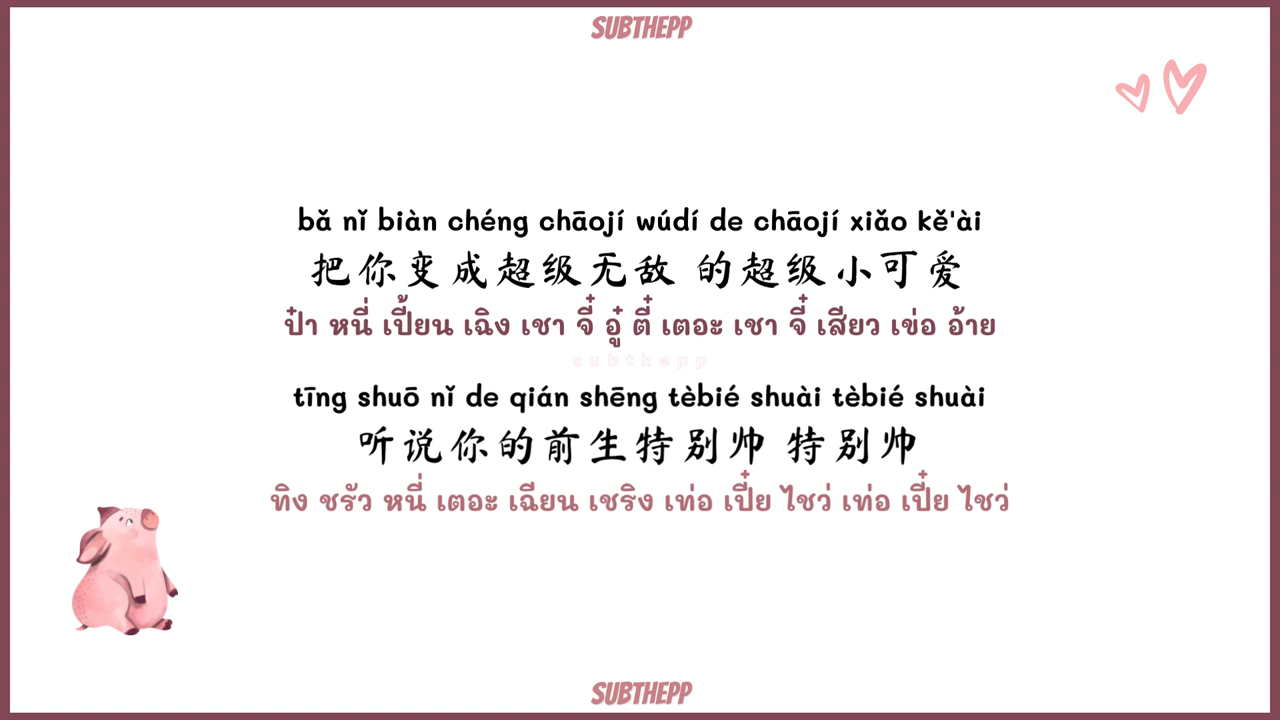 SUBTHEPP
bǎ nǐ biàn chéng chāojí wúdí de chāojí xiǎo kě'ài
把你变成超级无敌 的超级小可爱
ป๋า หนี่ เปี้ยน เฉิง เชา จี๋ อู๋ ตี๋ เตอะ เชา จี๋ เสียว เข่อ อ้าย
subthepp
tīng shuō nǐ de qián shēng tèbié shuài tèbié shuài
听说你的前生特别帅 特别帅
ทิง ชรัว หนี่ เตอะ เฉียน เชริง เท่อ เปี๋ย ไชว่ เท่อ เปี๋ย ไชว่
SUBTHEPP